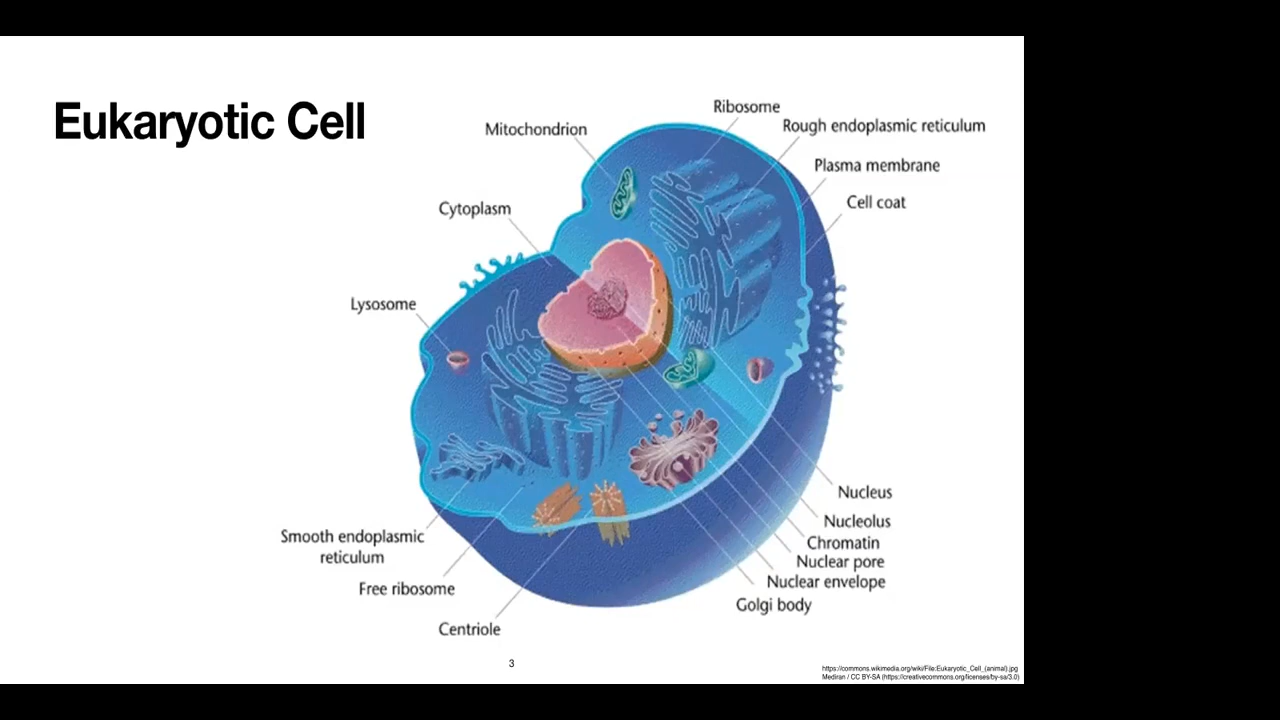 Eukaryotic Cell
Ribosome
Mitochondrion
Rough endoplasmic reticulum
Plasma membrane
Cell coat
Cytoplasm
Lysosome
Nucleus
Nucleolus
Chromatin
Nuclear pore
Nuclear envelope
Golgi body
Smooth endoplasmic
reticulum
Free ribosome
Centriole
3
https://commons.wikimedia.org/wiki/File:Eukaryotic_Cell_(animal).jpg
Mediran / CC BY-SA (https://creativecommons.org/licenses/by-sa/3.0)